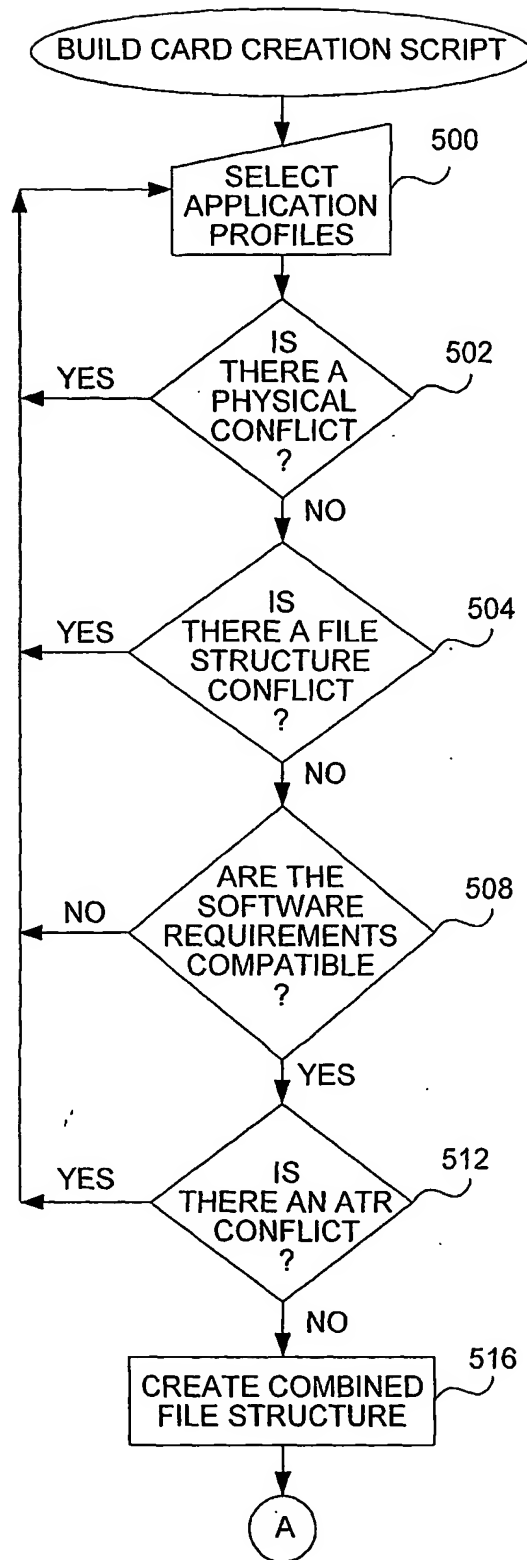 BUILD CARD CREATION SCRIPT
500
SELECT
APPLICATION
PROFILES
IS
THERE A
PHYSICAL
CONFLICT
?
502
YES
NO
IS
THERE A FILE
STRUCTURE
CONFLICT
?
504
YES
NO
ARE THE
SOFTWARE
REQUIREMENTS
COMPATIBLE
?
508
NO
YES
IS
THERE AN ATR
CONFLICT
?
512
YES
NO
CREATE COMBINED
FILE STRUCTURE
516
A